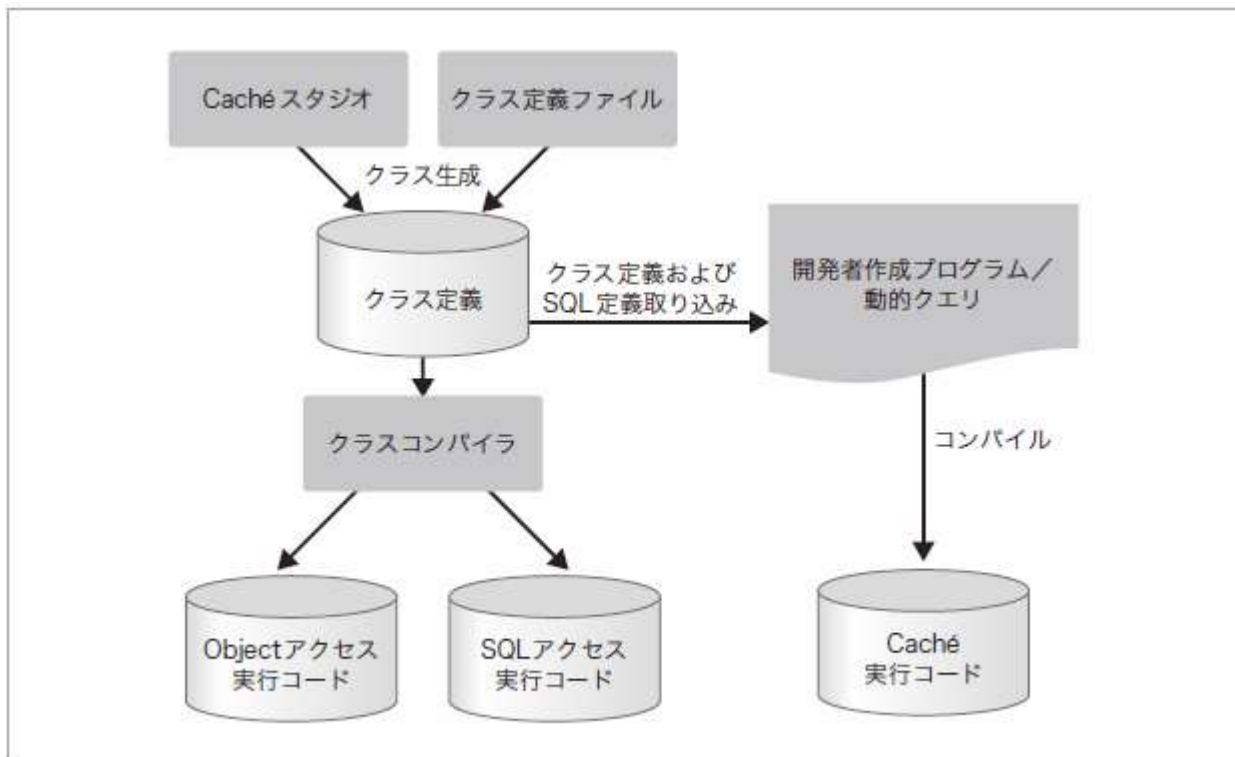 Caché スタジオ
クラス定義ファイル
クラス生成
クラス定義
クラス定義および
SQL 定義取り込み
開発者作成プログラム／
動的クエリ
クラスコンパイラ
コンパイル
Objectアクセス
実行コード
SQLアクセス
実行コード
Caché
実行コード